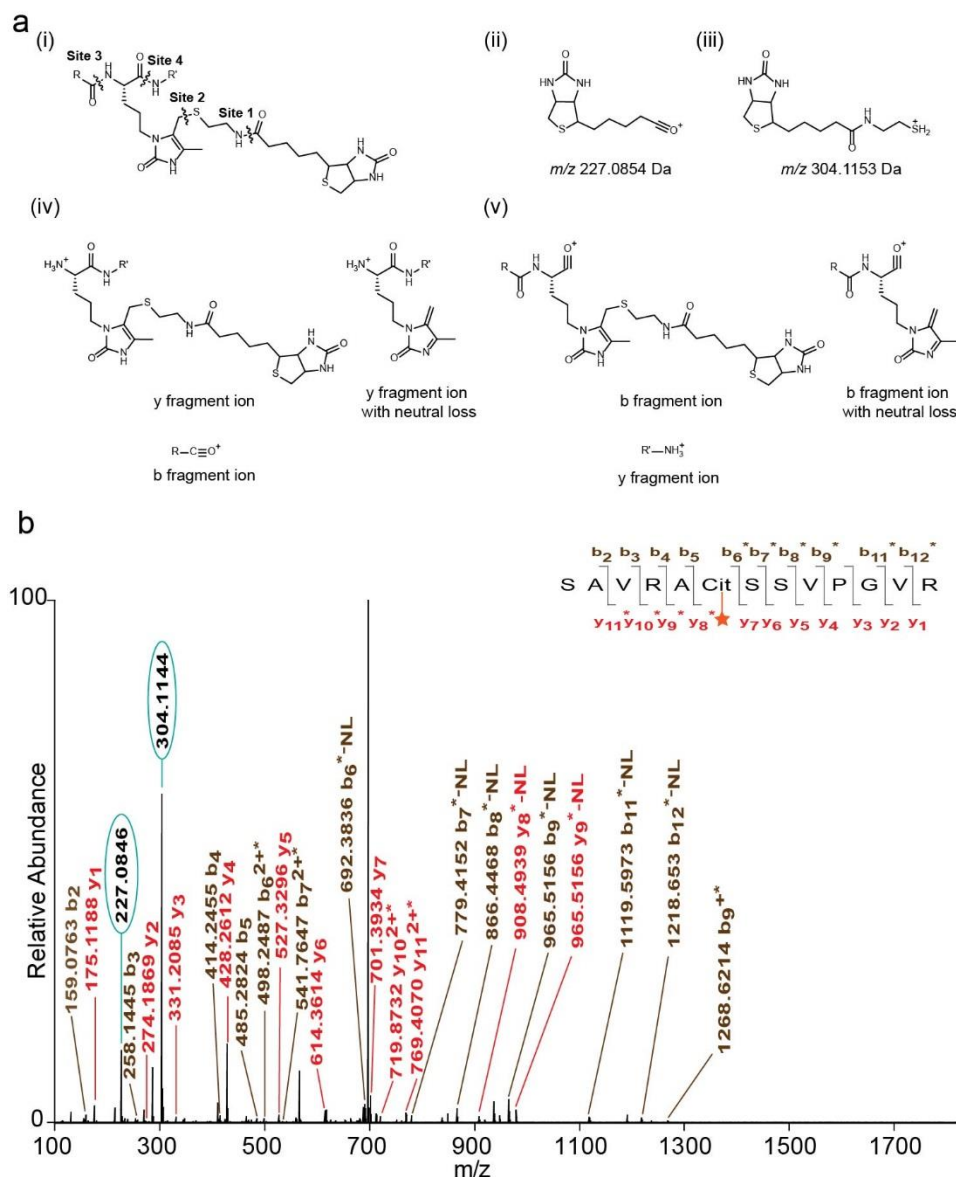 a
(i)
(ii)
(iii)
Site 3
Site 4
Site 2
Site 1
m/z 227.0854 Da
m/z 304.1153 Da
(iv)
(v)
y fragment ion
y fragment ion
with neutral loss
b fragment ion
b fragment ion
with neutral loss
R–C≡O+
b fragment ion
R'–NH3+
y fragment ion
b
b2 b3 b4 b5 b6* b7* b8* b9* b11* b12*
S A V R A Cit S S V P G V R
y11* y10* y9* y8* y7 y6 y5 y4 y3 y2 y1
100
Relative Abundance
0
159.0763 b2
175.1188 y1
227.0846
258.1445 b3
274.1869 y2
304.1144
331.2085 y3
414.2455 b4
428.2612 y4
485.2824 b5
498.2487 b6 2+*
527.3296 y5
541.7647 b7 2+*
614.3614 y6
692.3836 b6*-NL
701.3934 y7
719.8732 y10 2+*
769.4070 y11 2+*
779.4152 b7*-NL
866.4468 b8*-NL
908.4939 y8*-NL
965.5156 b9*-NL
965.5156 y9*-NL
1119.5973 b11*-NL
1218.653 b12*-NL
1268.6214 b9+*
100 300 500 700 900 1100 1300 1500 1700
m/z